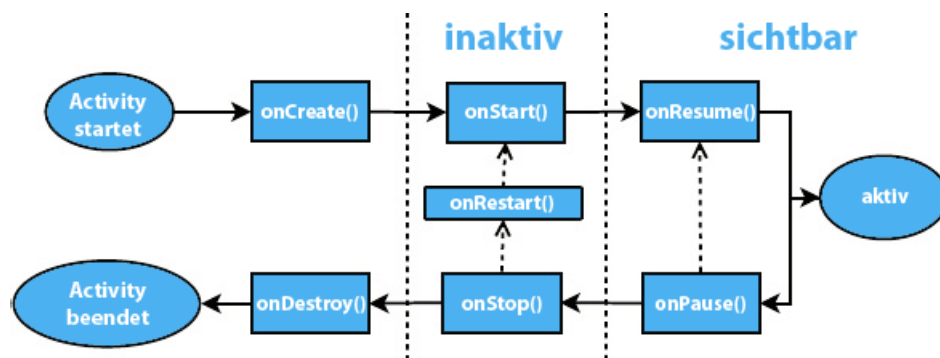 inaktiv
sichtbar
Activity
startet
onCreate()
onStart()
onResume()
onRestart()
aktiv
Activity
beendet
onDestroy()
onStop()
onPause()